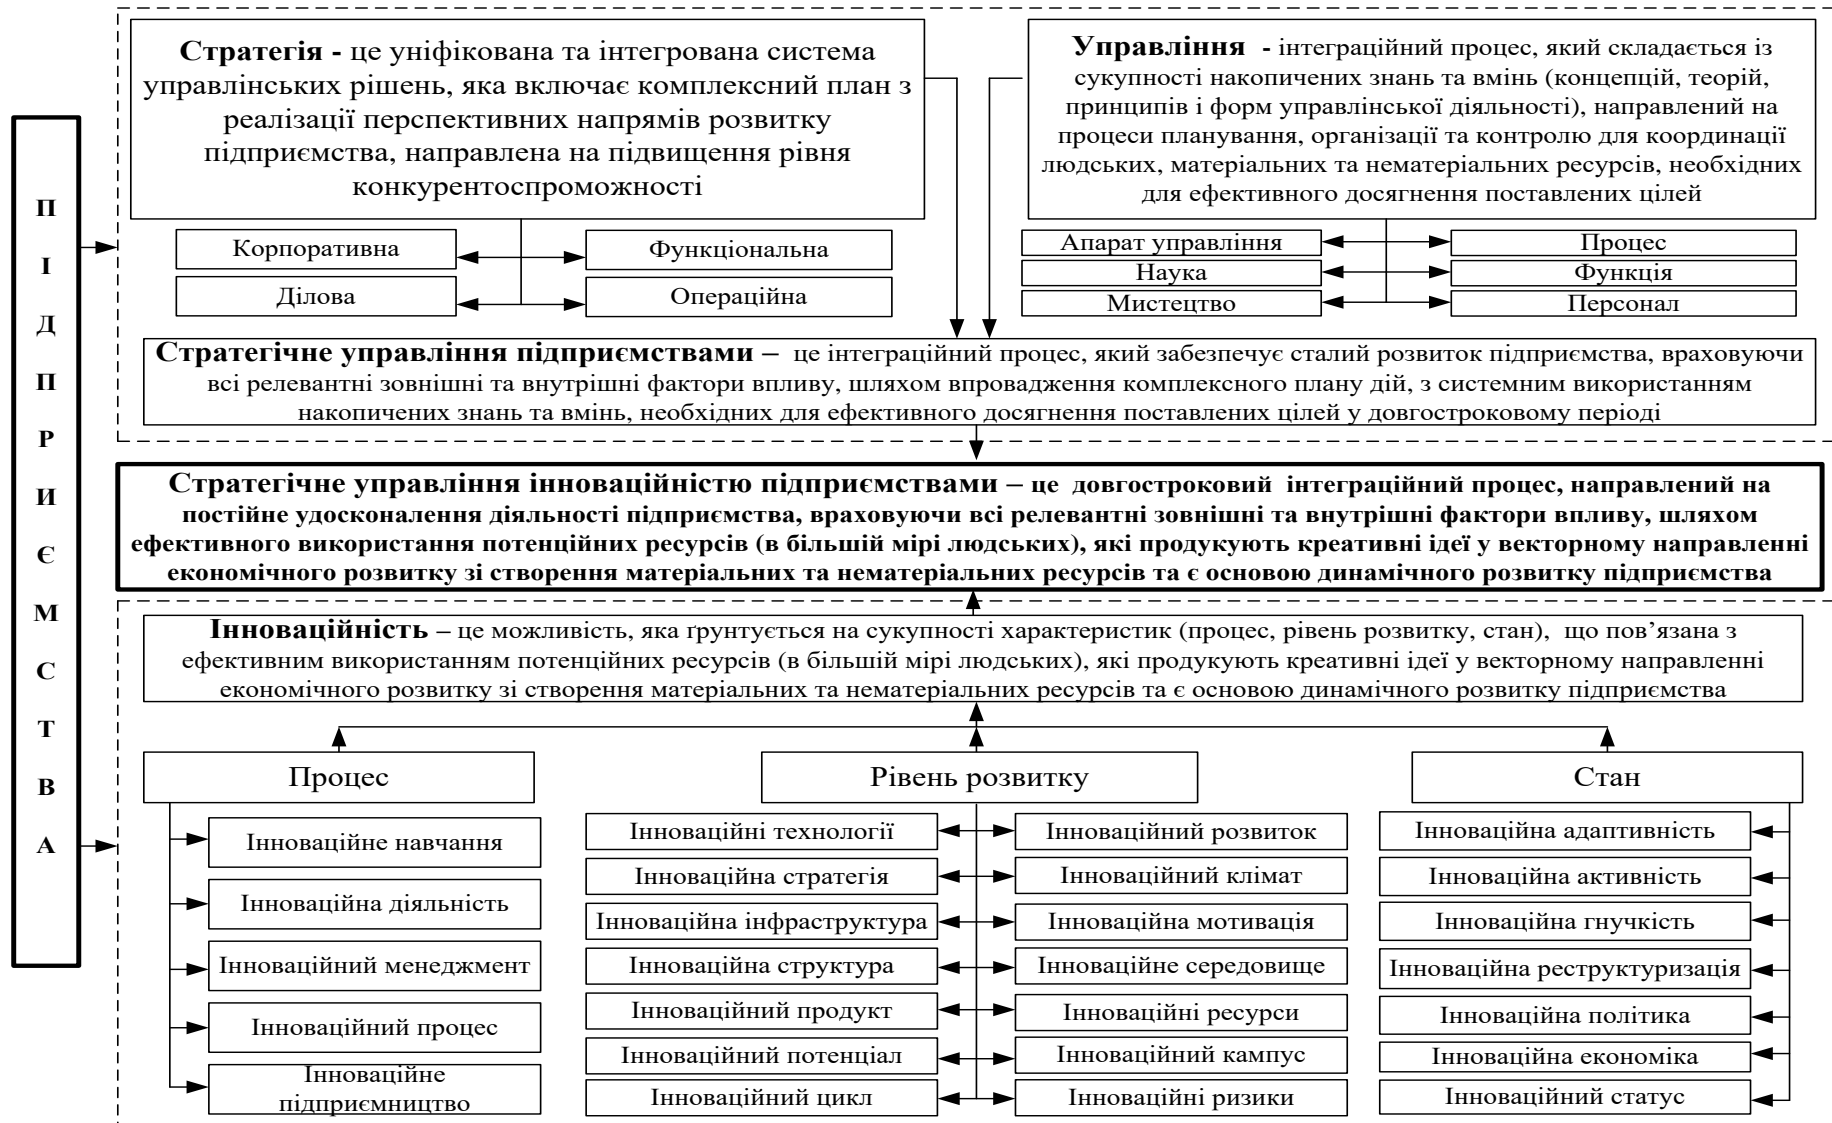 П
І
Д
П
Р
И
Є
М
С
Т
В
А
Стратегія - це уніфікована та інтегрована система
управлінських рішень, яка включає комплексний план з
реалізації перспективних напрямів розвитку
підприємства, направлена на підвищення рівня
конкурентоспроможності
Корпоративна
Функціональна
Ділова
Операційна
Управління - інтеграційний процес, який складається із
сукупності накопичених знань та вмінь (концепцій, теорій,
принципів і форм управлінської діяльності), направлений на
процеси планування, організації та контролю для координації
людських, матеріальних та нематеріальних ресурсів, необхідних
для ефективного досягнення поставлених цілей
Апарат управління
Процес
Наука
Функція
Мистецтво
Персонал
Стратегічне управління підприємствами – це інтеграційний процес, який забезпечує сталий розвиток підприємства, враховуючи
всі релевантні зовнішні та внутрішні фактори впливу, шляхом впровадження комплексного плану дій, з системним використанням
накопичених знань та вмінь, необхідних для ефективного досягнення поставлених цілей у довгостроковому періоді
Стратегічне управління інноваційністю підприємствами – це довгостроковий інтеграційний процес, направлений на
постійне удосконалення діяльності підприємства, враховуючи всі релевантні зовнішні та внутрішні фактори впливу, шляхом
ефективного використання потенційних ресурсів (в більшій мірі людських), які продукують креативні ідеї у векторному направленні
економічного розвитку зі створення матеріальних та нематеріальних ресурсів та є основою динамічного розвитку підприємства
Інноваційність – це можливість, яка ґрунтується на сукупності характеристик (процес, рівень розвитку, стан), що пов’язана з
ефективним використанням потенційних ресурсів (в більшій мірі людських), які продукують креативні ідеї у векторному направленні
економічного розвитку зі створення матеріальних та нематеріальних ресурсів та є основою динамічного розвитку підприємства
Процес
Інноваційне навчання
Інноваційна діяльність
Інноваційний менеджмент
Інноваційний процес
Інноваційне
підприємництво
Рівень розвитку
Інноваційні технології
Інноваційний розвиток
Інноваційна стратегія
Інноваційний клімат
Інноваційна інфраструктура
Інноваційна мотивація
Інноваційна структура
Інноваційне середовище
Інноваційний продукт
Інноваційні ресурси
Інноваційний потенціал
Інноваційний кампус
Інноваційний цикл
Інноваційні ризики
Стан
Інноваційна адаптивність
Інноваційна активність
Інноваційна гнучкість
Інноваційна реструктуризація
Інноваційна політика
Інноваційна економіка
Інноваційний статус